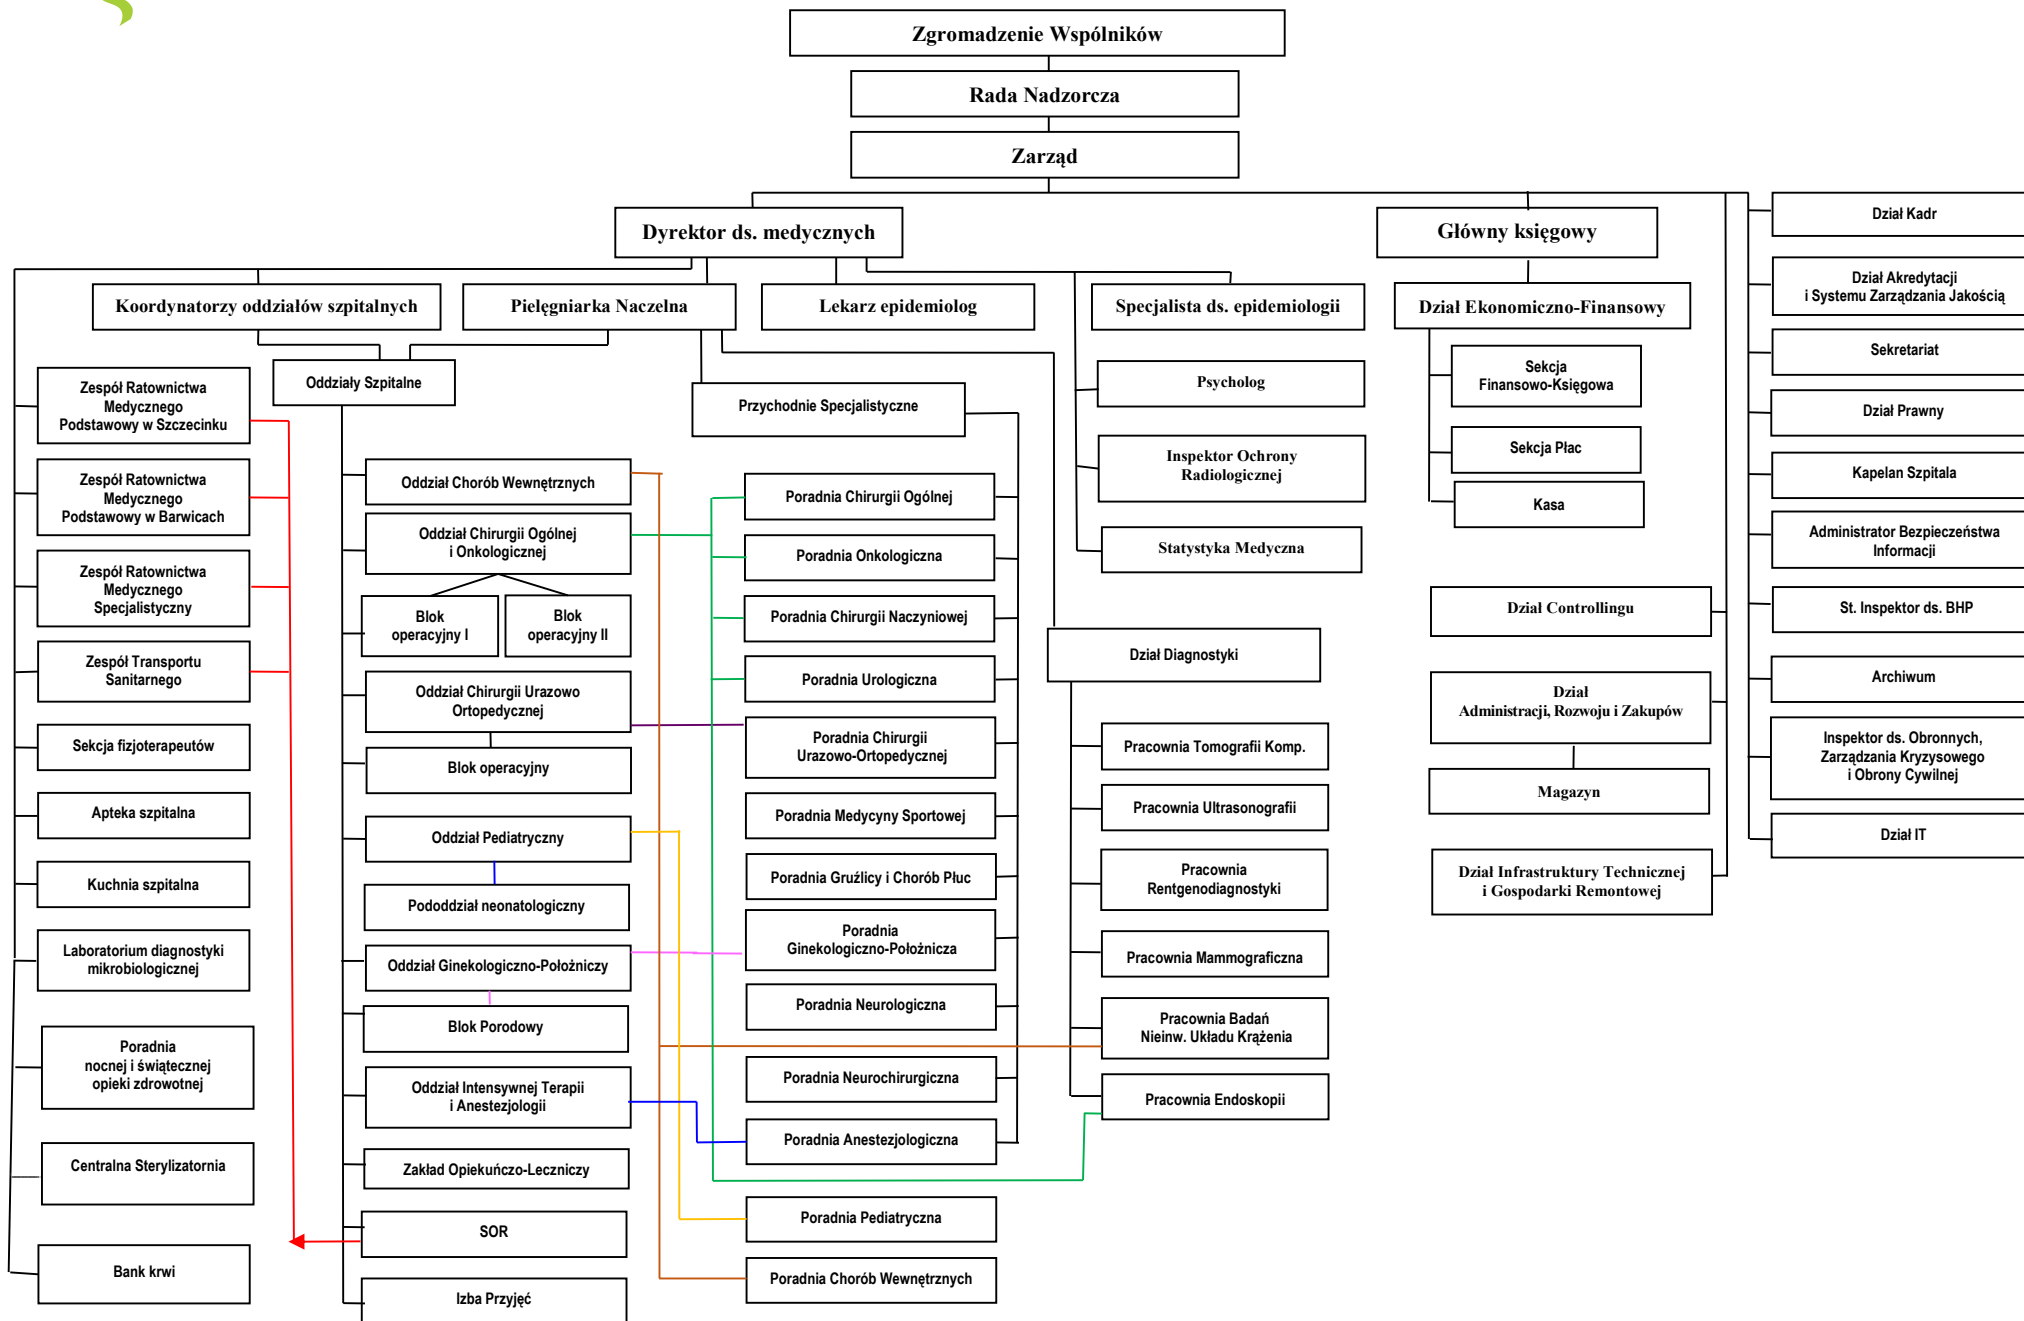 Zgromadzenie Wspólników
Rada Nadzorcza
Zarząd
Dyrektor ds. medycznych
Główny księgowy
Koordynatorzy oddziałów szpitalnych
Pielęgniarka Naczelna
Lekarz epidemiolog
Specjalista ds. epidemiologii
Dział Ekonomiczno-Finansowy
Zespół Ratownictwa
Medycznego
Podstawowy w Szczecinku
Zespół Ratownictwa
Medycznego
Podstawowy w Barwicach
Zespół Ratownictwa
Medycznego
Specjalistyczny
Zespół Transportu
Sanitarnego
Sekcja fizjoterapeutów
Apteka szpitalna
Kuchnia szpitalna
Laboratorium diagnostyki
mikrobiologicznej
Poradnia
nocnej i świątecznej
opieki zdrowotnej
Centralna Sterylizatornia
Bank krwi
Oddziały Szpitalne
Oddział Chorób Wewnętrznych
Oddział Chirurgii Ogólnej
i Onkologicznej
Blok
operacyjny I
Blok
operacyjny II
Oddział Chirurgii Urazowo
Ortopedycznej
Blok operacyjny
Oddział Pediatryczny
Pododdział neonatologiczny
Oddział Ginekologiczno-Położniczy
Blok Porodowy
Oddział Intensywnej Terapii
i Anestezjologii
Zakład Opiekuńczo-Leczniczy
SOR
Izba Przyjęć
Przychodnie Specjalistyczne
Poradnia Chirurgii Ogólnej
Poradnia Onkologiczna
Poradnia Chirurgii Naczyniowej
Poradnia Urologiczna
Poradnia Chirurgii
Urazowo-Ortopedycznej
Poradnia Medycyny Sportowej
Poradnia Gruźlicy i Chorób Płuc
Poradnia
Ginekologiczno-Położnicza
Poradnia Neurologiczna
Poradnia Neurochirurgiczna
Poradnia Anestezjologiczna
Poradnia Pediatryczna
Poradnia Chorób Wewnętrznych
Psycholog
Inspektor Ochrony
Radiologicznej
Statystyka Medyczna
Dział Diagnostyki
Pracownia Tomografii Komp.
Pracownia Ultrasonografii
Pracownia
Rentgenodiagnostyki
Pracownia Mammograficzna
Pracownia Badań
Nieinw. Układu Krążenia
Pracownia Endoskopii
Sekcja
Finansowo-Księgowa
Sekcja Płac
Kasa
Dział Controllingu
Dział
Administracji, Rozwoju i Zakupów
Magazyn
Dział Infrastruktury Technicznej
i Gospodarki Remontowej
Dział Kadr
Dział Akredytacji
i Systemu Zarządzania Jakością
Sekretariat
Dział Prawny
Kapelan Szpitala
Administrator Bezpieczeństwa
Informacji
St. Inspektor ds. BHP
Archiwum
Inspektor ds. Obronnych,
Zarządzania Kryzysowego
i Obrony Cywilnej
Dział IT